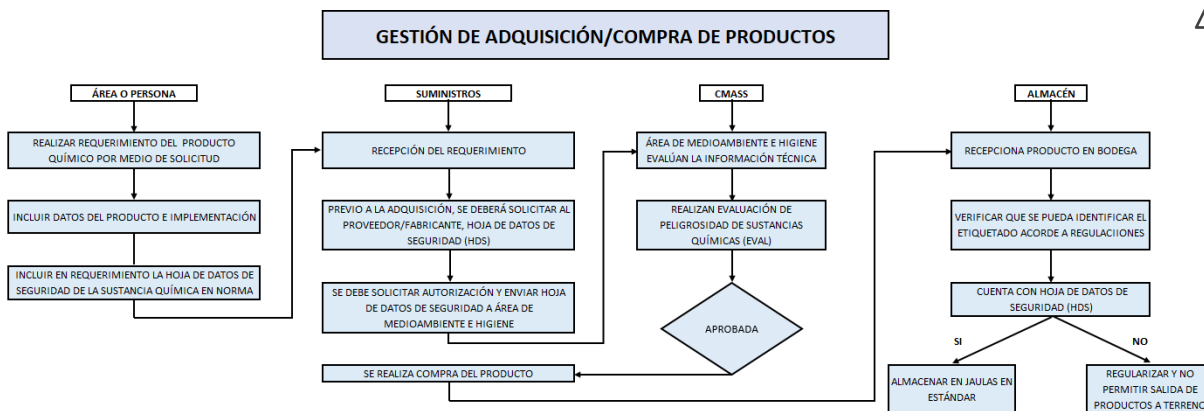 GESTIÓN DE ADQUISICIÓN/COMPRA DE PRODUCTOS
ÁREA O PERSONA
REALIZAR REQUERIMIENTO DEL PRODUCTO
QUÍMICO POR MEDIO DE SOLICITUD
INCLUIR DATOS DEL PRODUCTO E IMPLEMENTACIÓN
INCLUIR EN REQUERIMIENTO LA HOJA DE DATOS DE
SEGURIDAD DE LA SUSTANCIA QUÍMICA EN NORMA
SUMINISTROS
RECEPCIÓN DEL REQUERIMIENTO
PREVIO A LA ADQUISICIÓN, SE DEBERÁ SOLICITAR AL
PROVEEDOR/FABRICANTE, HOJA DE DATOS DE
SEGURIDAD (HDS)
SE DEBE SOLICITAR AUTORIZACIÓN Y ENVIAR HOJA
DE DATOS DE SEGURIDAD A ÁREA DE
MEDIOAMBIENTE E HIGIENE
SE REALIZA COMPRA DEL PRODUCTO
CMASS
ÁREA DE MEDIOAMBIENTE E HIGIENE
EVALÚAN LA INFORMACIÓN TÉCNICA
REALIZAN EVALUACIÓN DE
PELIGROSIDAD DE SUSTANCIAS
QUÍMICAS (EVAL)
APROBADA
ALMACÉN
RECEPCIONA PRODUCTO EN BODEGA
VERIFICAR QUE SE PUEDA IDENTIFICAR EL
ETIQUETADO ACORDE A REGULACIIONES
CUENTA CON HOJA DE DATOS DE
SEGURIDAD (HDS)
SI
NO
ALMACENAR EN JAULAS EN
ESTÁNDAR
REGULARIZAR Y NO
PERMITIR SALIDA DE
PRODUCTOS A TERRENO